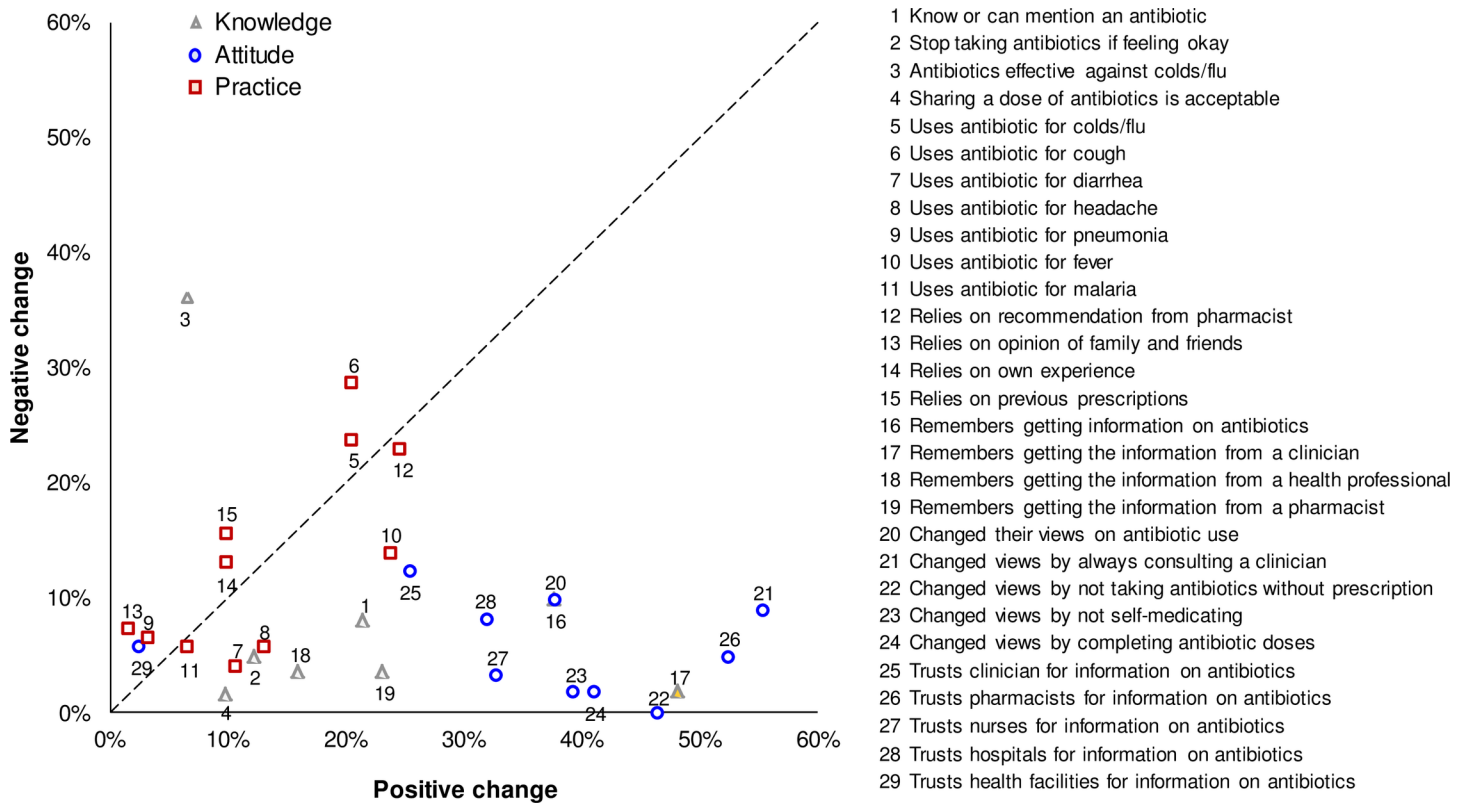 60%
50%
40%
30%
20%
10%
0%
Negative change
Knowledge
Attitude
Practice
3
6
5
12
15
14
10
25
13
9
29
11
7
8
2
4
1
18
19
28
27
20
16
23
24
22
17
26
21
0%
10%
20%
30%
40%
50%
60%
Positive change
1 Know or can mention an antibiotic
2 Stop taking antibiotics if feeling okay
3 Antibiotics effective against colds/flu
4 Sharing a dose of antibiotics is acceptable
5 Uses antibiotic for colds/flu
6 Uses antibiotic for cough
7 Uses antibiotic for diarrhea
8 Uses antibiotic for headache
9 Uses antibiotic for pneumonia
10 Uses antibiotic for fever
11 Uses antibiotic for malaria
12 Relies on recommendation from pharmacist
13 Relies on opinion of family and friends
14 Relies on own experience
15 Relies on previous prescriptions
16 Remembers getting information on antibiotics
17 Remembers getting the information from a clinician
18 Remembers getting the information from a health professional
19 Remembers getting the information from a pharmacist
20 Changed their views on antibiotic use
21 Changed views by always consulting a clinician
22 Changed views by not taking antibiotics without prescription
23 Changed views by not self-medicating
24 Changed views by completing antibiotic doses
25 Trusts clinician for information on antibiotics
26 Trusts pharmacists for information on antibiotics
27 Trusts nurses for information on antibiotics
28 Trusts hospitals for information on antibiotics
29 Trusts health facilities for information on antibiotics